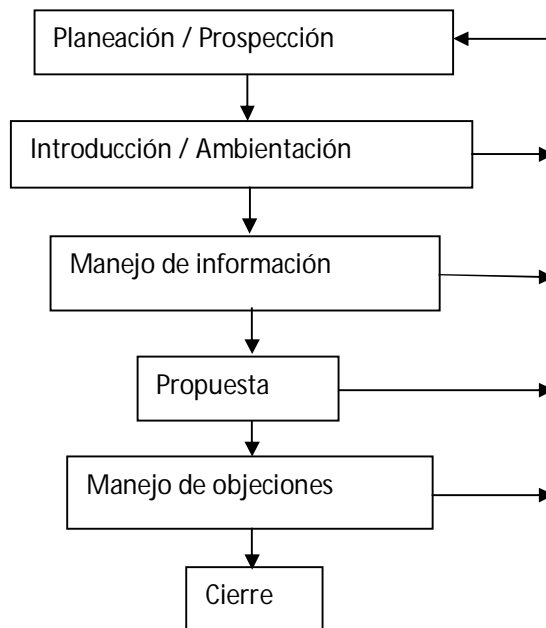 Planeación / Prospección
Introducción / Ambientación
Manejo de información
Propuesta
Manejo de objeciones
Cierre